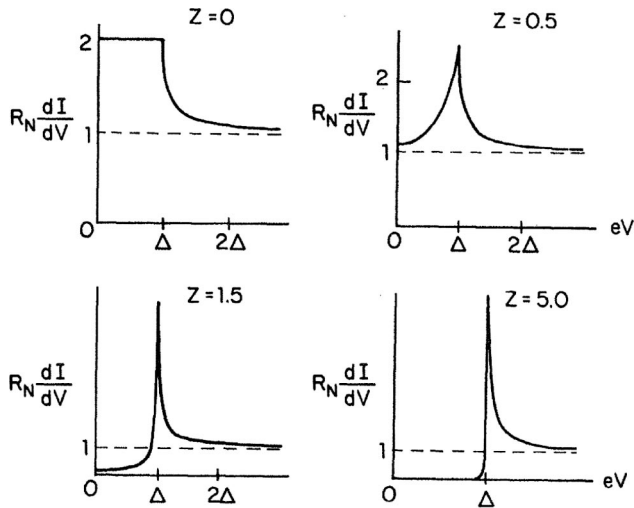 Z = 0
2
R_N dI/dV
1
0
Δ
2Δ
Z = 0.5
2
R_N dI/dV
1
0
Δ
2Δ
eV
Z = 1.5
R_N dI/dV
1
0
Δ
2Δ
Z = 5.0
R_N dI/dV
1
0
Δ
eV